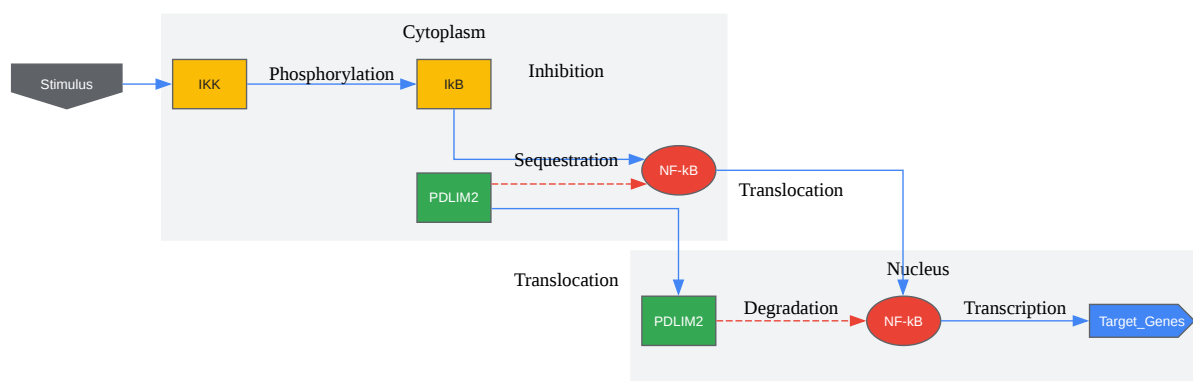 Cytoplasm
Stimulus
IKK
Phosphorylation
IkB
Inhibition
Sequestration
NF-kB
PDLIM2
Translocation
Translocation
Nucleus
PDLIM2
Degradation
NF-kB
Transcription
Target_Genes